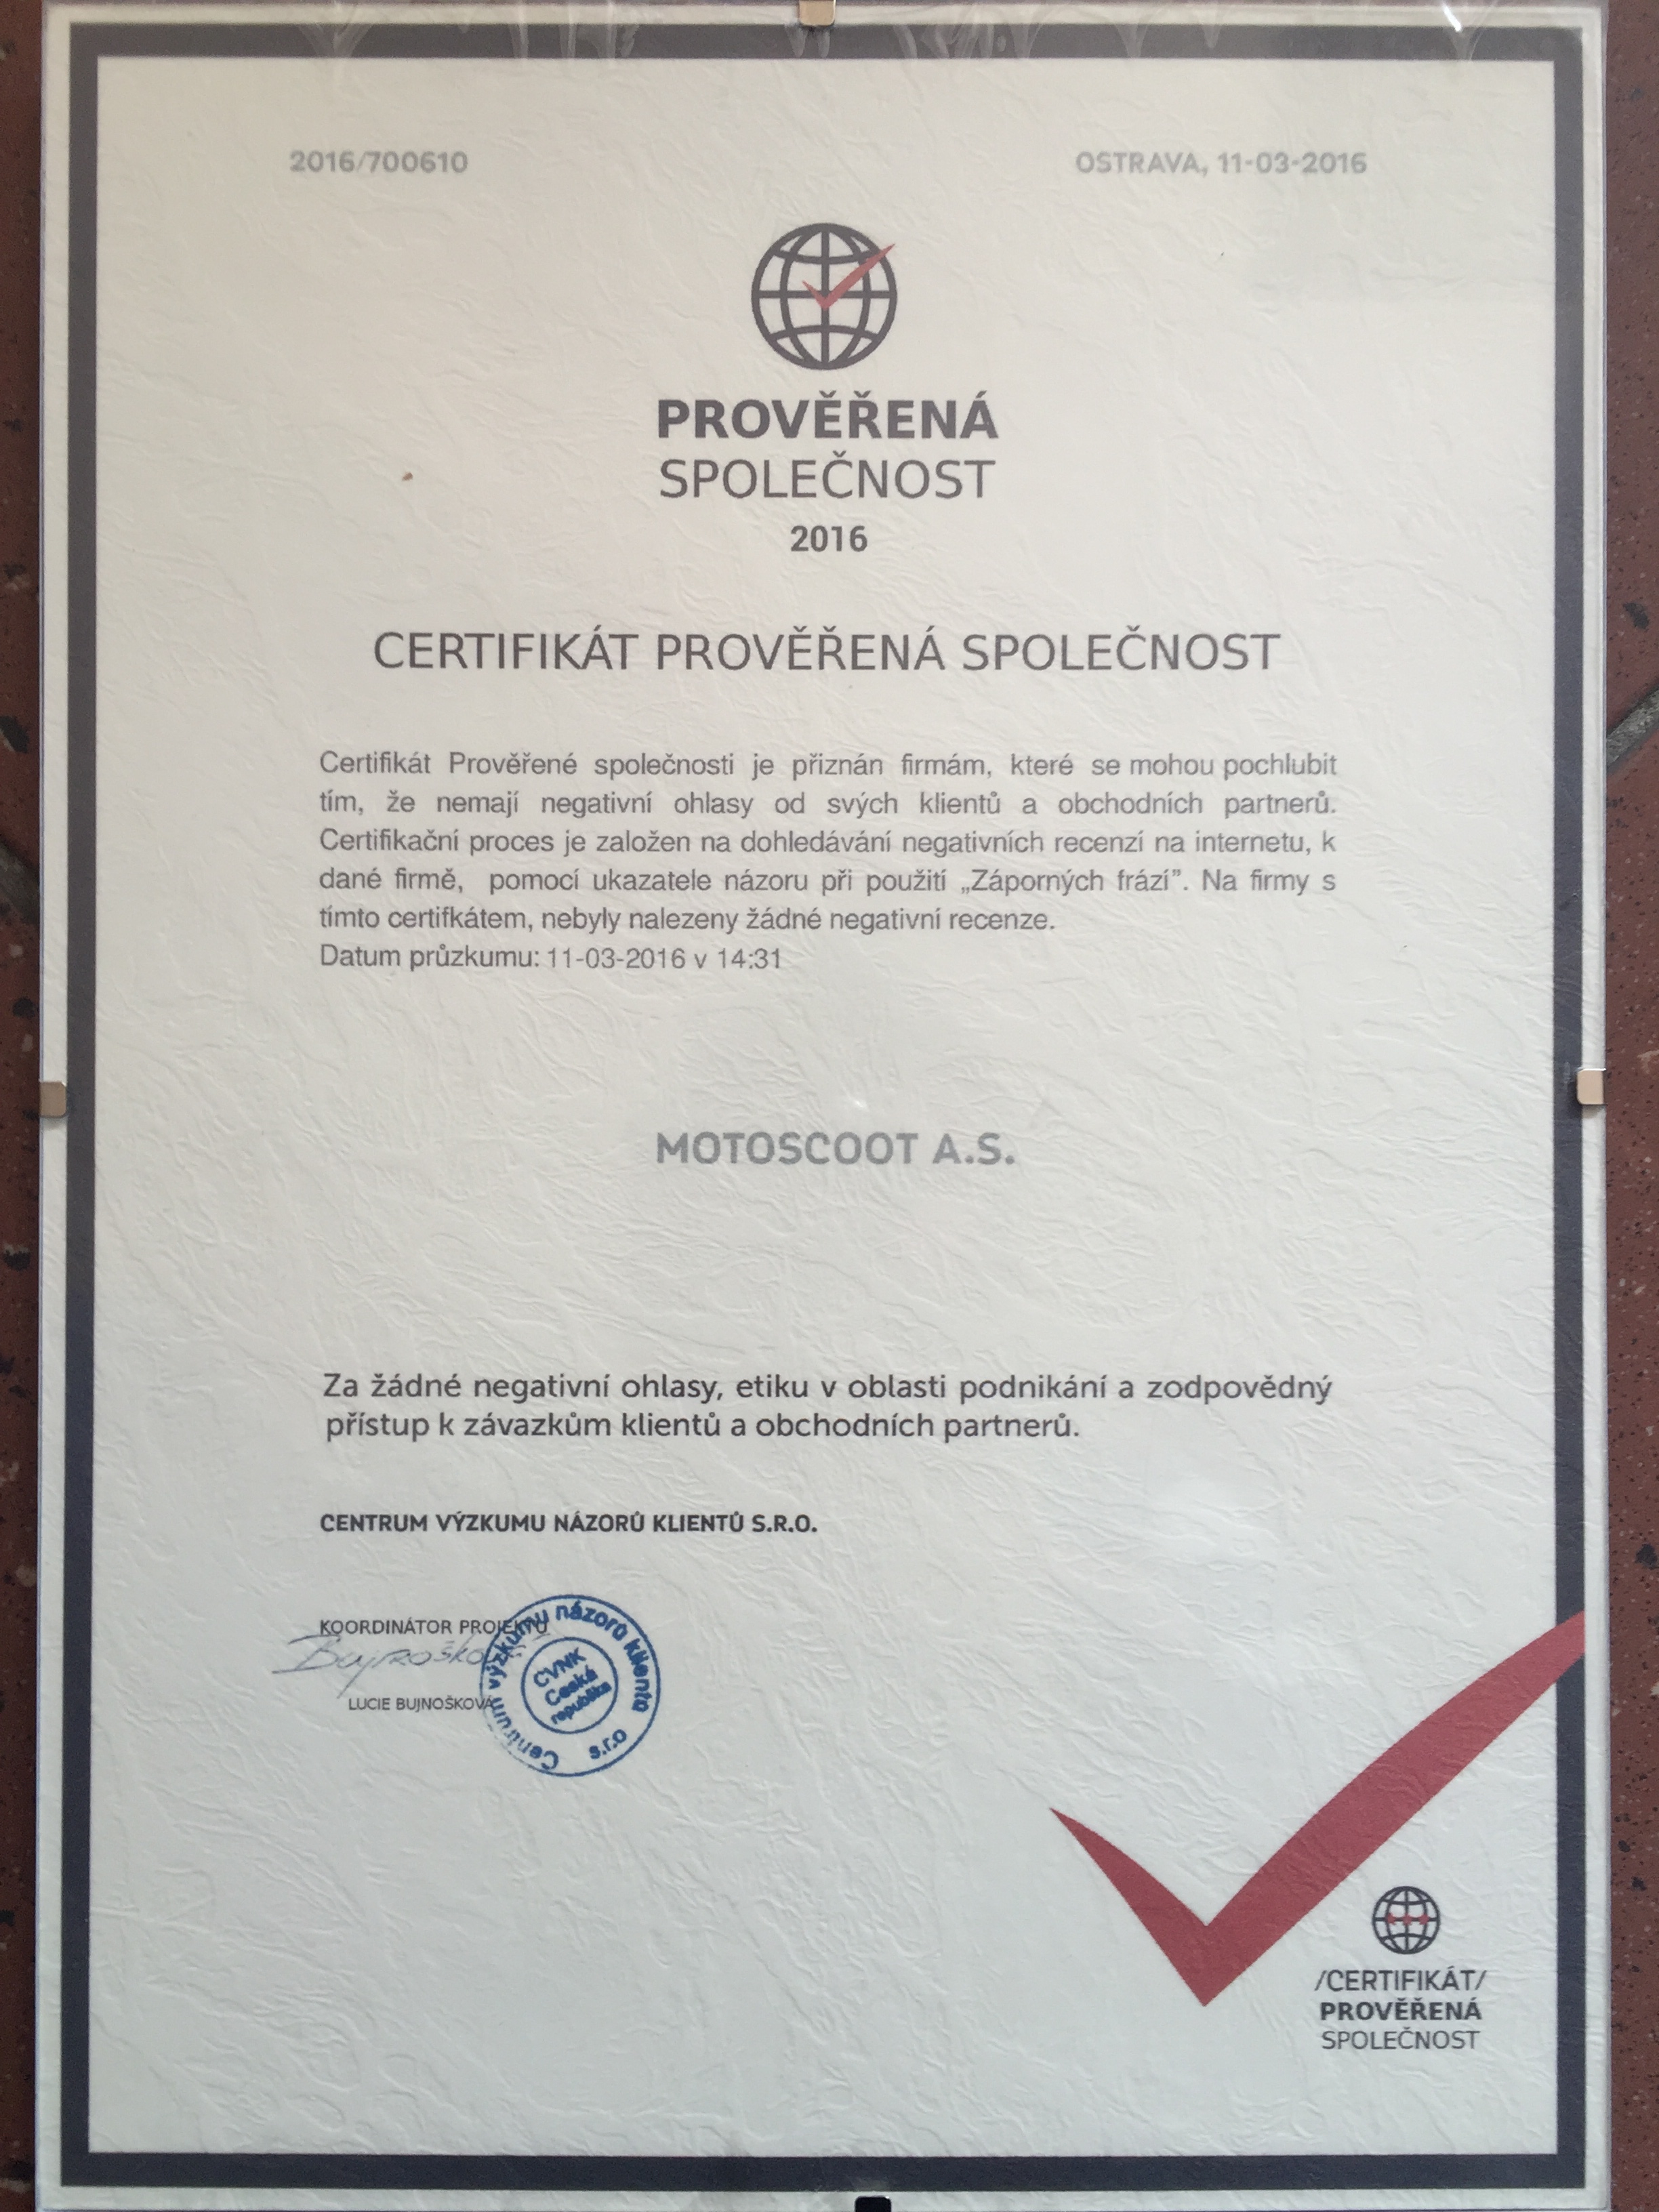 2016/700610
OSTRAVA, 11-03-2016
PROVĚŘENÁ
SPOLEČNOST
2016
CERTIFIKÁT PROVĚŘENÁ SPOLEČNOST
Certifikát Prověřené společnosti je přiznán firmám, které se mohou pochlubit
tím, že nemají negativní ohlasy od svých klientů a obchodních partnerů.
Certifikační proces je založen na dohledávání negativních recenzí na internetu, k
dané firmě, pomocí ukazatele názoru při použití „Záporných frází”. Na firmy s
tímto certifkátem, nebyly nalezeny žádné negativní recenze.
Datum průzkumu: 11-03-2016 v 14:31
MOTOSCOOT A.S.
Za žádné negativní ohlasy, etiku v oblasti podnikání a zodpovědný
přístup k závazkům klientů a obchodních partnerů.
CENTRUM VÝZKUMU NÁZORŮ KLIENTŮ S.R.O.
KOORDINÁTOR PROJEKTU
Bujnošková
LUCIE BUJNOŠKOVÁ
Centrum výzkumu názorů klientů s.r.o
CVNK
Česká
republika
/CERTIFIKÁT/
PROVĚŘENÁ
SPOLEČNOST